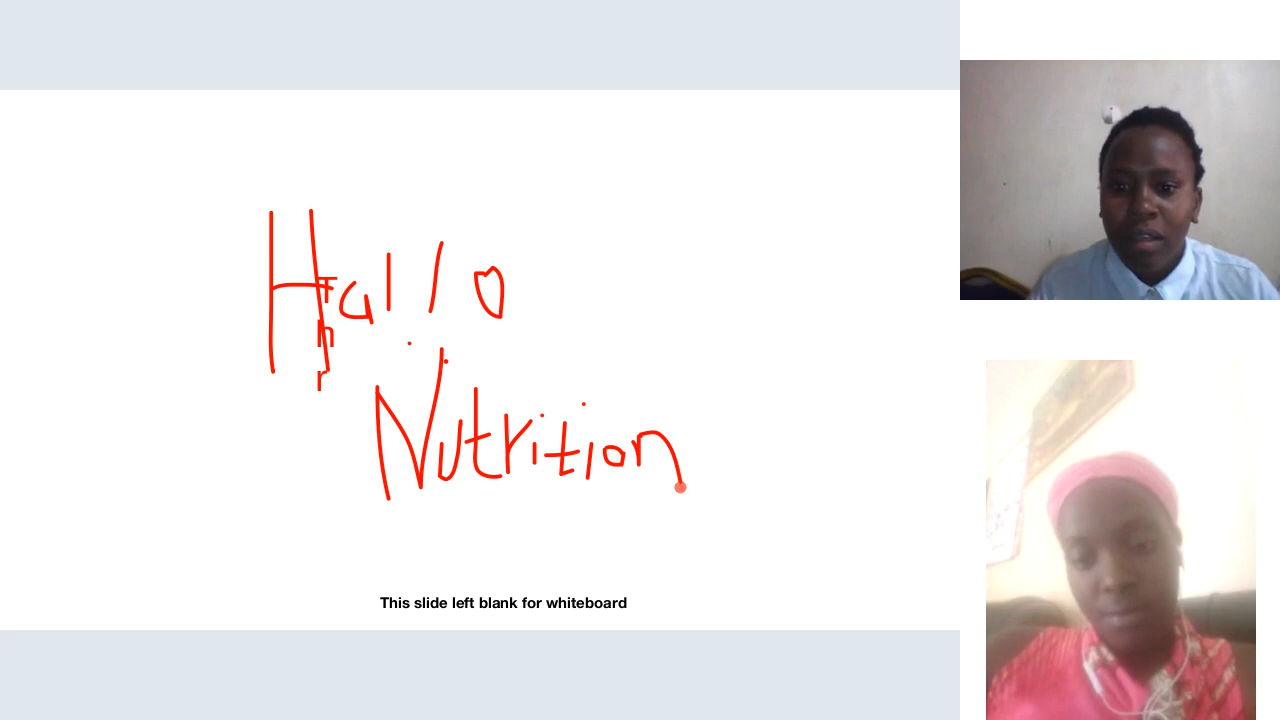 Hallo
T
h
r
Nutrition
This slide left blank for whiteboard